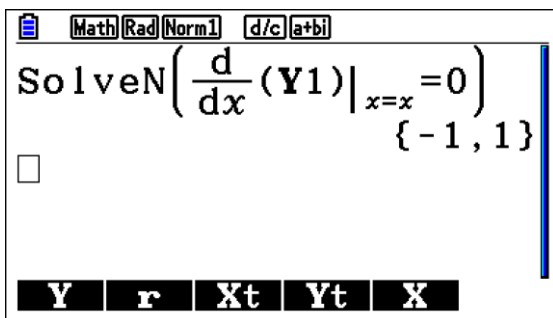 Math Rad Norm1 d/c a+bi
SolveN(d/dx(Y1)|x=x=0)
{-1,1}
Y r Xt Yt X